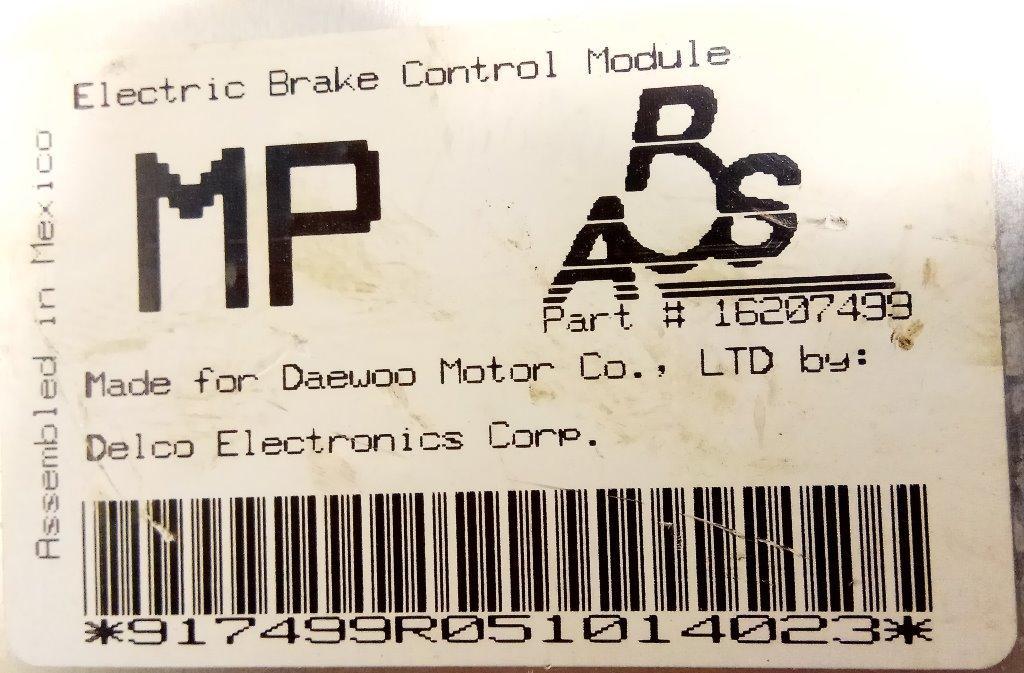 Electric Brake Control Module
Assembled in Mexico
MP
ABS
Part # 16207499
Made for Daewoo Motor Co., LTD by:
Delco Electronics Corp.
*917499R051014023*